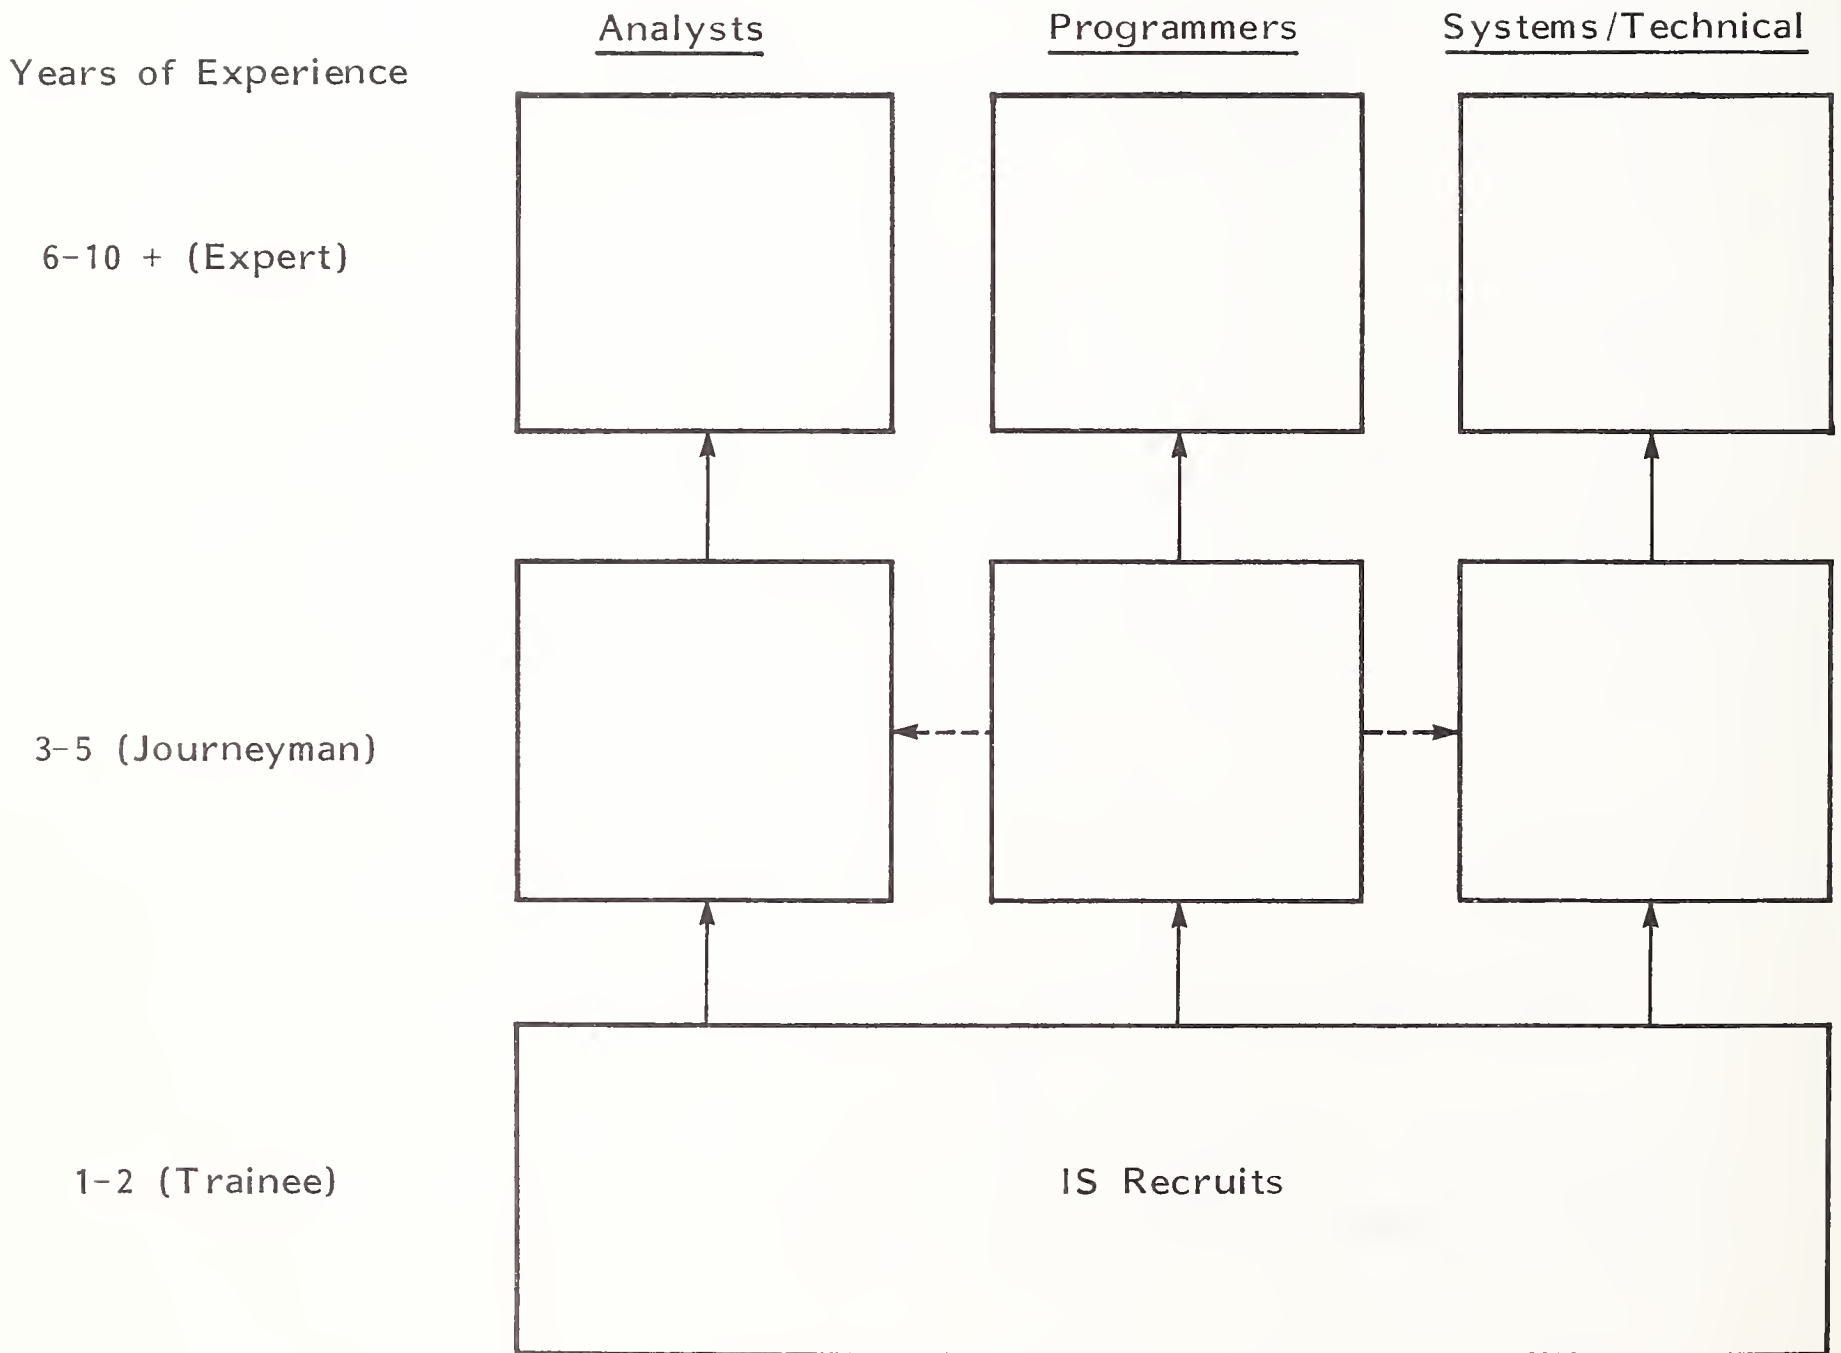 Analysts
Programmers
Systems/Technical
Years of Experience
6-10 + (Expert)
3-5 (Journeyman)
1-2 (Trainee)
IS Recruits